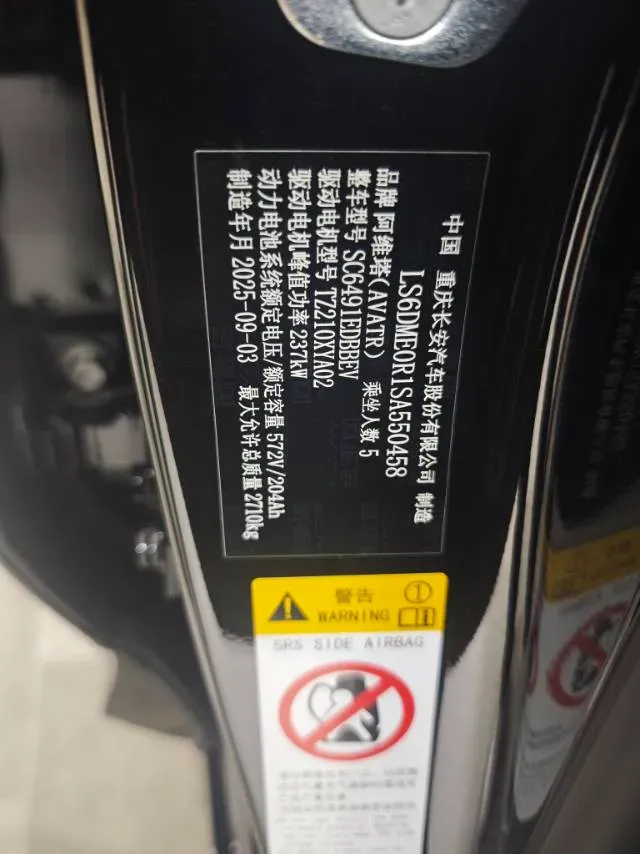 中国 重庆长安汽车股份有限公司 制造
LS6DME0R1SA550458
品牌 阿维塔(AVATR) 乘坐人数 5
整车型号 SC6491EDBBEV
驱动电机型号 TZ210XYA02
驱动电机峰值功率 237kW
动力电池系统额定电压/额定容量 572V/204Ah
制造年月 2025-09-03 最大允许总质量 2710kg
警告
WARNING
SRS SIDE AIRBAG